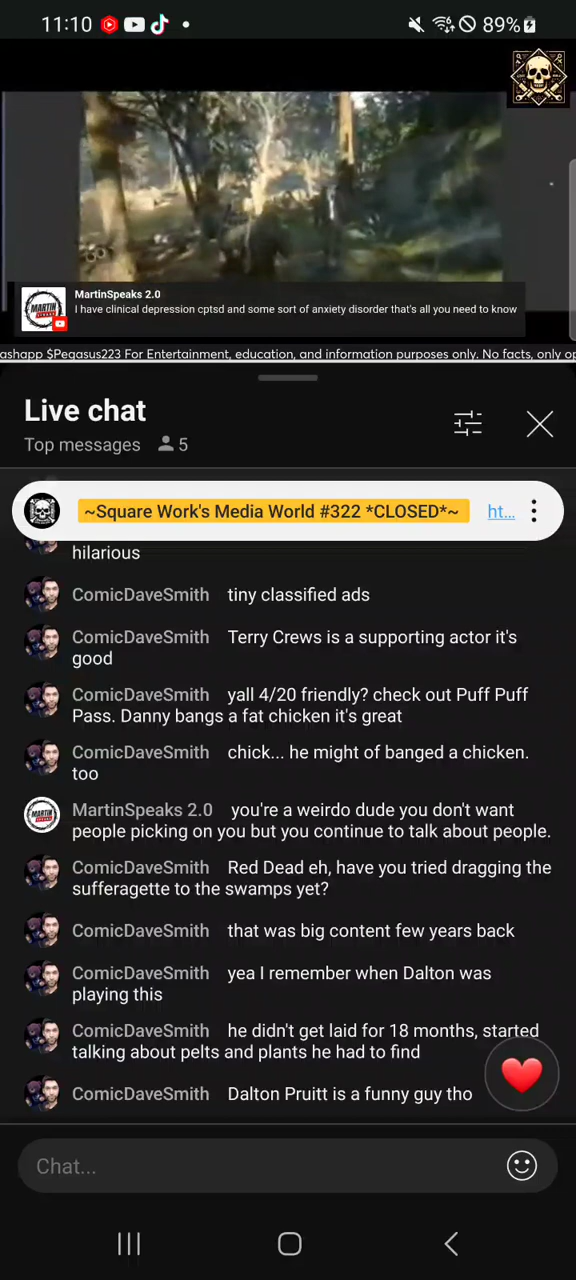 11:10
89%
MARTIN
MartinSpeaks 2.0
I have clinical depression cptsd and some sort of anxiety disorder that's all you need to know
ashapp $Pegasus223 For Entertainment, education, and information purposes only. No facts, only op
Live chat
Top messages 5
~Square Work's Media World #322 *CLOSED*~ ht...
hilarious
ComicDaveSmith tiny classified ads
ComicDaveSmith Terry Crews is a supporting actor it's
good
ComicDaveSmith yall 4/20 friendly? check out Puff Puff
Pass. Danny bangs a fat chicken it's great
ComicDaveSmith chick... he might of banged a chicken.
too
MartinSpeaks 2.0 you're a weirdo dude you don't want
people picking on you but you continue to talk about people.
ComicDaveSmith Red Dead eh, have you tried dragging the
sufferagette to the swamps yet?
ComicDaveSmith that was big content few years back
ComicDaveSmith yea I remember when Dalton was
playing this
ComicDaveSmith he didn't get laid for 18 months, started
talking about pelts and plants he had to find
ComicDaveSmith Dalton Pruitt is a funny guy tho
Chat...